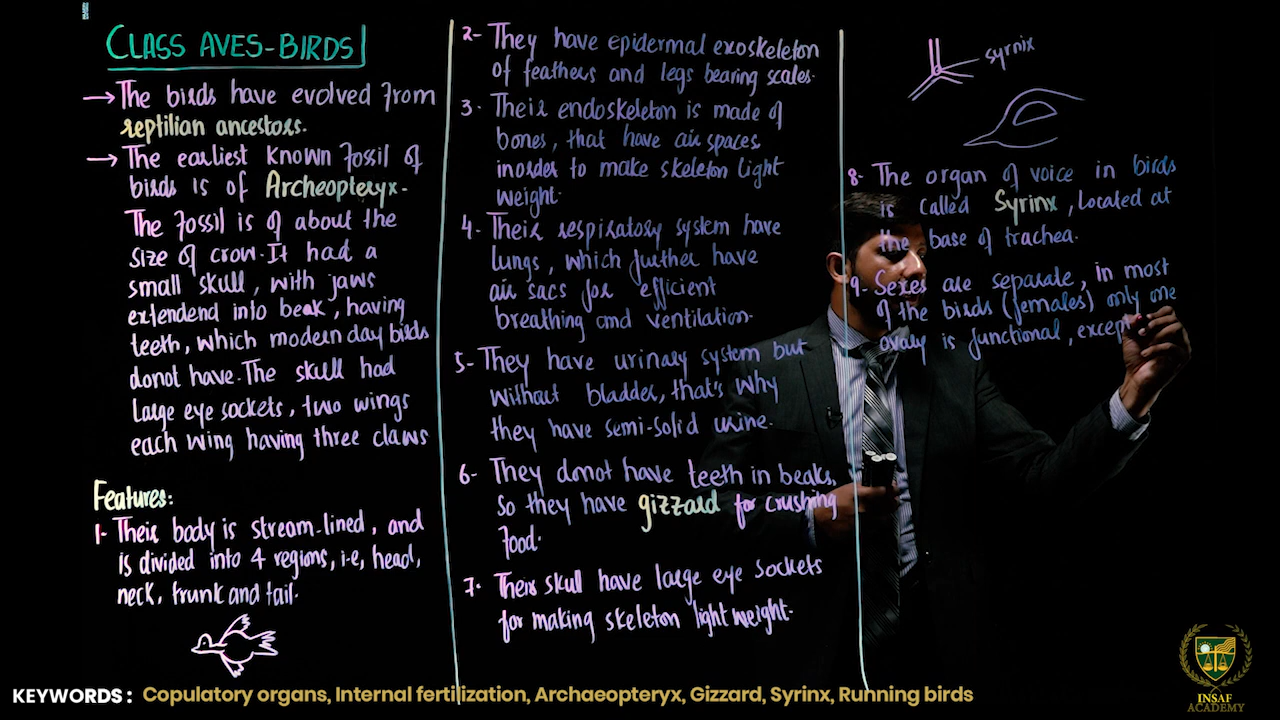 CLASS AVES-BIRDS
→ The birds have evolved from
reptilian ancestors.
→ The earliest known fossil of
birds is of Archeopteryx.
The fossil is of about the
size of crow. It had a
small skull, with jaws
extendend into beak, having
teeth, which modern day birds
donot have. The skull had
large eye sockets, two wings
each wing having three claws
Features:
1- Their body is stream-lined, and
is divided into 4 regions, i-e, head,
neck, trunk and tail.
2- They have epidermal exoskeleton
of feathers and legs bearing scales.
3- Their endoskeleton is made of
bones, that have air spaces
inorder to make skeleton light
weight.
4- Their respiratory system have
lungs, which further have
air sacs for efficient
breathing and ventilation.
5- They have urinary system but
without bladder, that's why
they have semi-solid urine.
6- They donot have teeth in beaks,
So they have gizzard for crushing
food.
7- Their skull have large eye sockets
for making skeleton light weight.
syrnix
8- The organ of voice in birds
is called Syrinx, located at
the base of trachea.
9- Sexes are separate, in most
of the birds (females) only one
ovary is functional, except
KEYWORDS : Copulatory organs, Internal fertilization, Archaeopteryx, Gizzard, Syrinx, Running birds
INSAF
ACADEMY